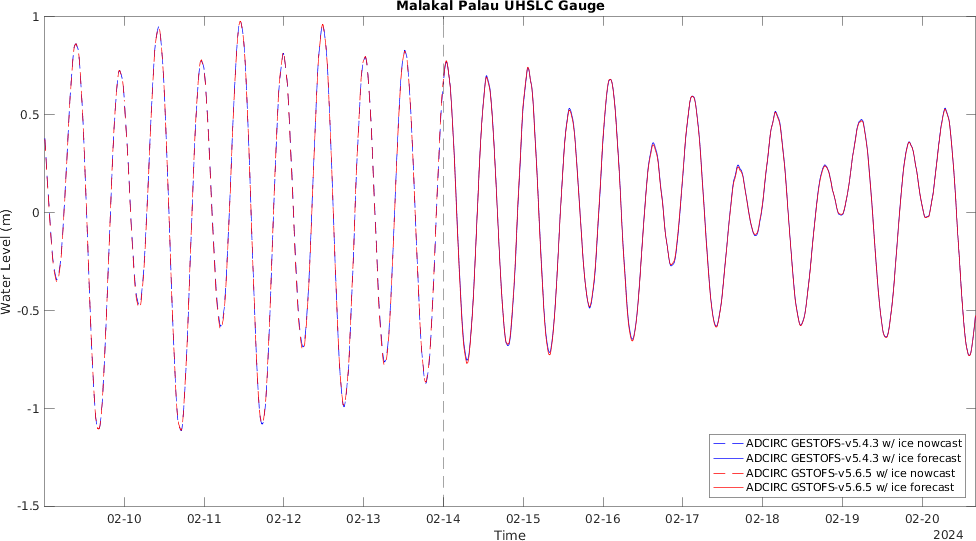 Malakal Palau UHSLC Gauge
1
0.5
0
-0.5
-1
-1.5
Water Level (m)
02-10 02-11 02-12 02-13 02-14 02-15 02-16 02-17 02-18 02-19 02-20
Time
2024
ADCIRC GESTOFS-v5.4.3 w/ ice nowcast
ADCIRC GESTOFS-v5.4.3 w/ ice forecast
ADCIRC GSTOFS-v5.6.5 w/ ice nowcast
ADCIRC GSTOFS-v5.6.5 w/ ice forecast